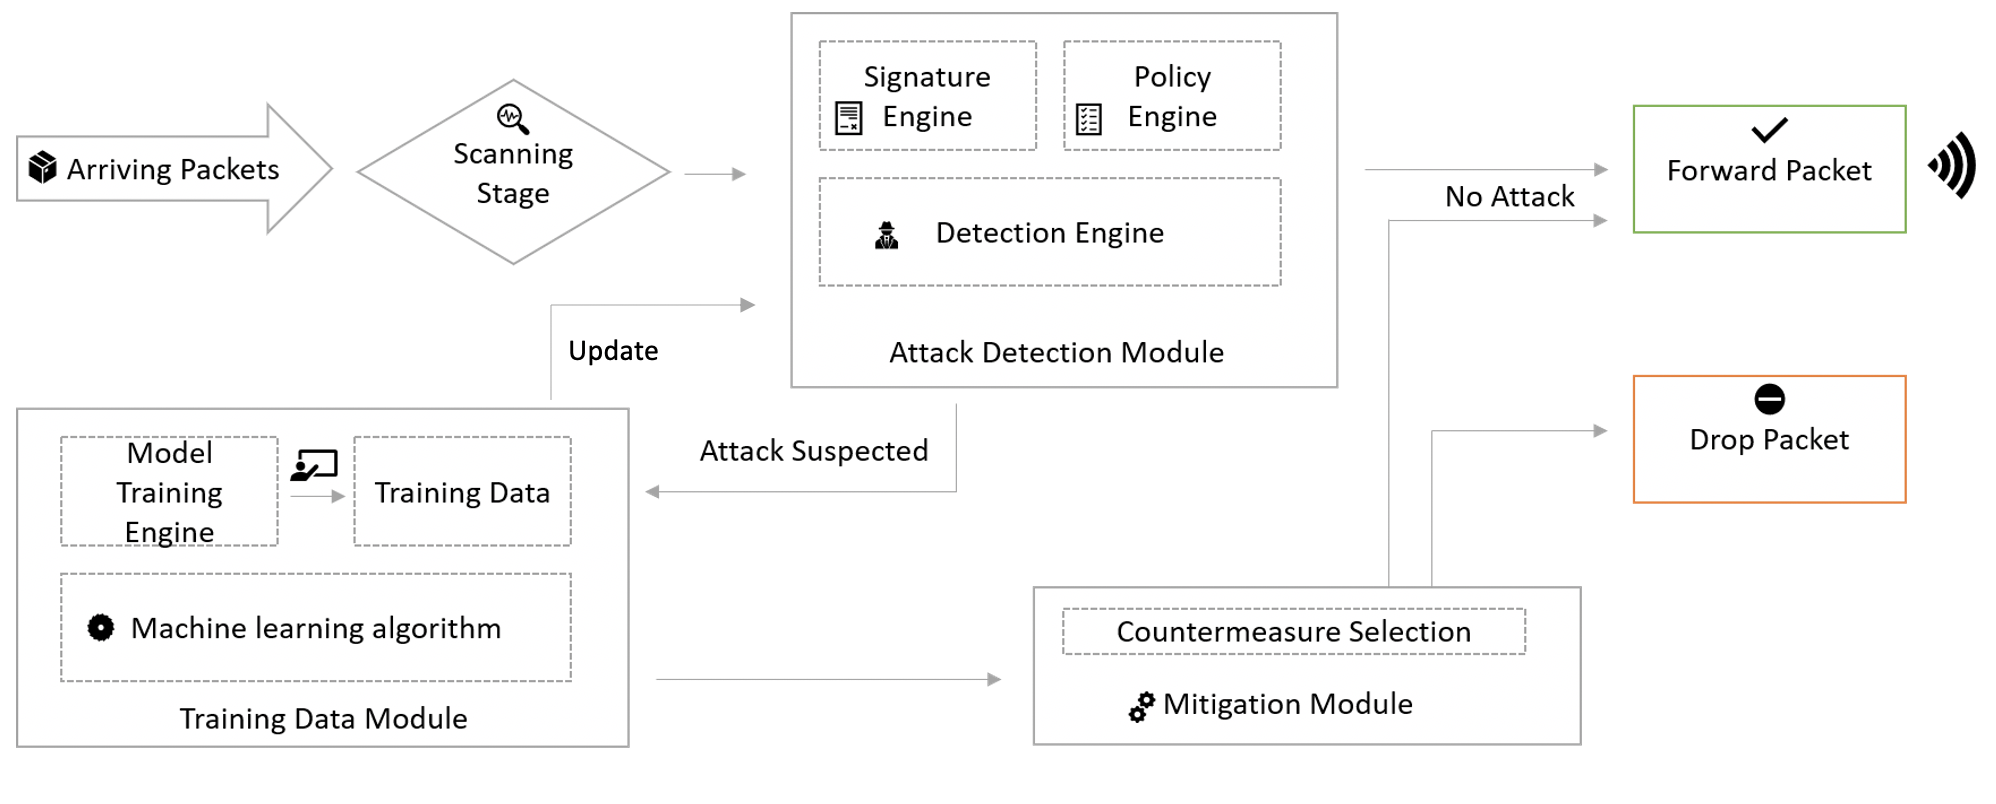 Arriving Packets
Scanning
Stage
Signature
Engine
Policy
Engine
Detection Engine
Attack Detection Module
No Attack
Forward Packet
Update
Attack Suspected
Drop Packet
Model
Training
Engine
Training Data
Machine learning algorithm
Training Data Module
Countermeasure Selection
Mitigation Module